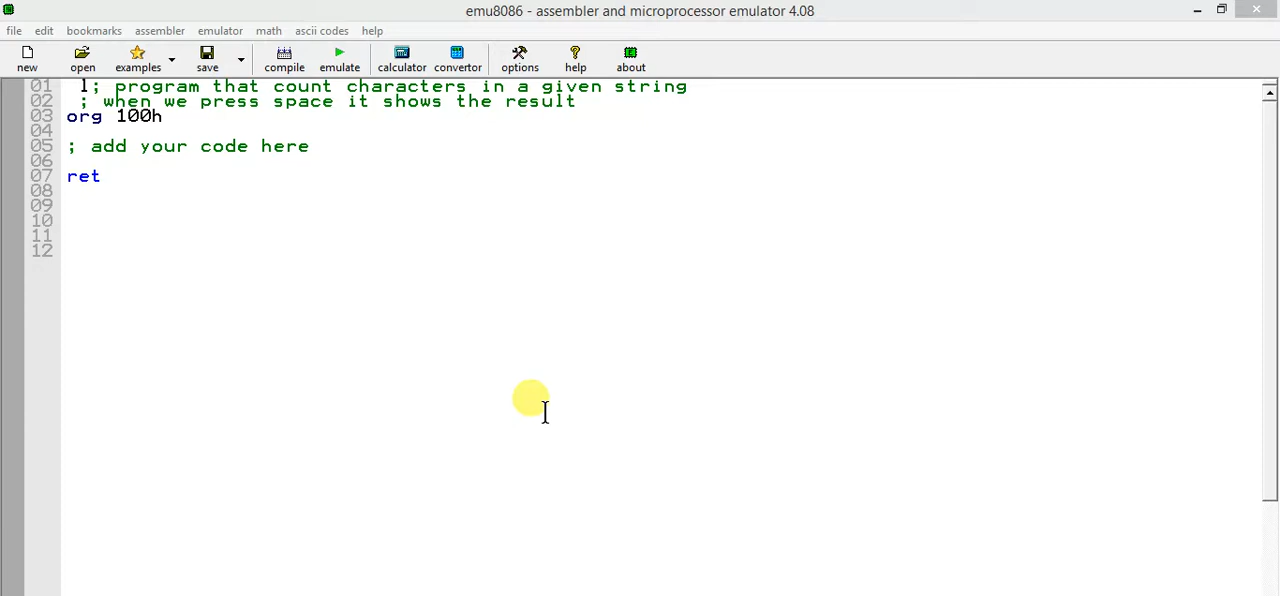 emu8086 - assembler and microprocessor emulator 4.08
file edit bookmarks assembler emulator math ascii codes help
new open examples save compile emulate calculator convertor options help about
01 l; program that count characters in a given string
02 ; when we press space it shows the result
03 org 100h
04
05 ; add your code here
06
07 ret
08
09
10
11
12